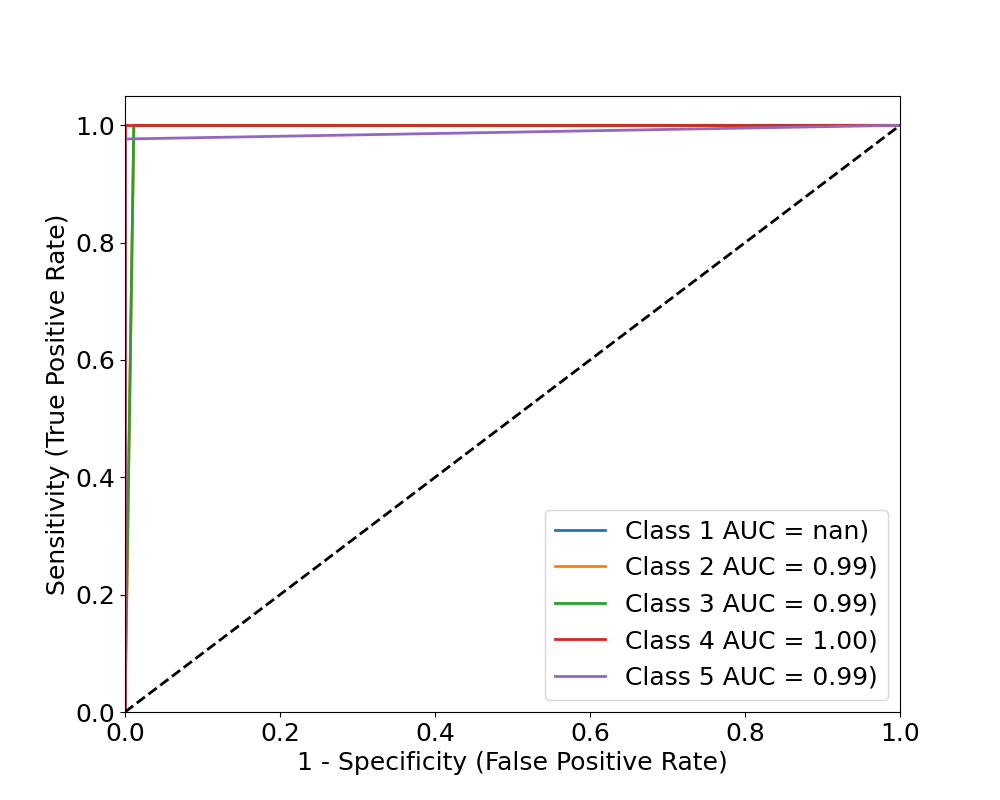 1.0
0.8
0.6
0.4
0.2
0.0
Sensitivity (True Positive Rate)
Class 1 AUC = nan)
Class 2 AUC = 0.99)
Class 3 AUC = 0.99)
Class 4 AUC = 1.00)
Class 5 AUC = 0.99)
0.0 0.2 0.4 0.6 0.8 1.0
1 - Specificity (False Positive Rate)